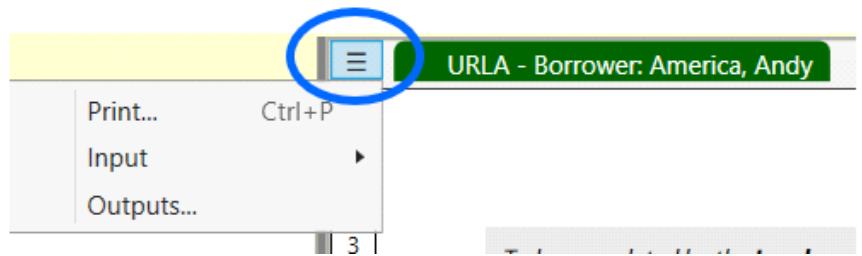 ☰ URLA - Borrower: America, Andy
Print... Ctrl+P
Input
Outputs...
3